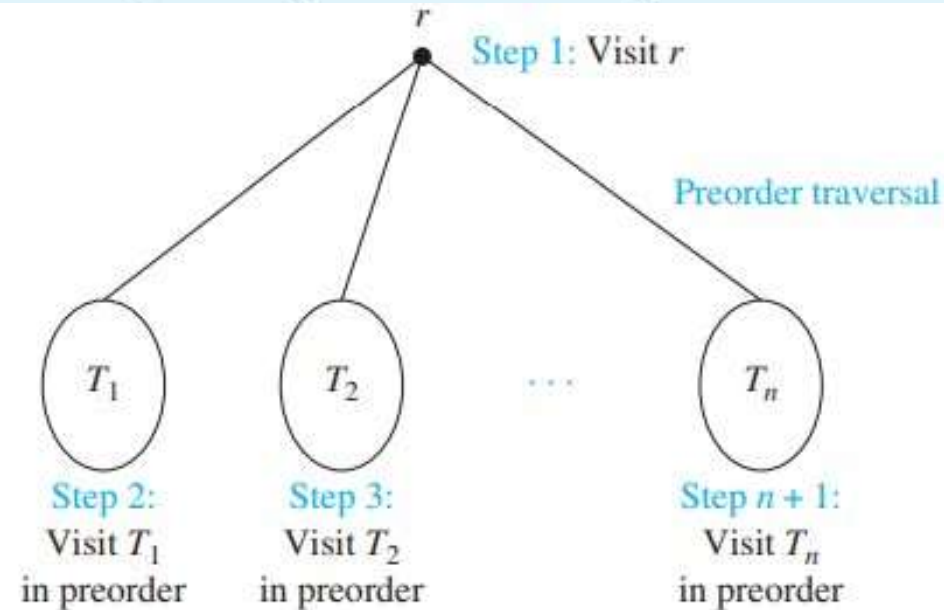 r
Step 1: Visit r
Preorder traversal
T1
T2
...
Tn
Step 2:
Visit T1
in preorder
Step 3:
Visit T2
in preorder
Step n + 1:
Visit Tn
in preorder